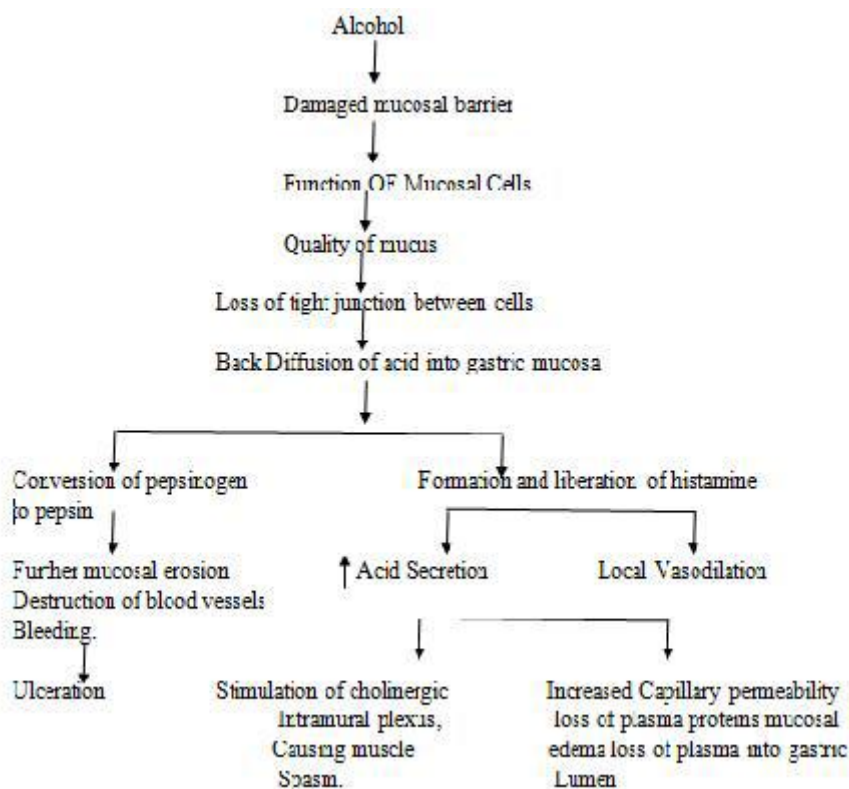 Alcohol
Damaged mucosal barrier
Function OF Mucosal Cells
Quality of mucus
Loss of tight junction between cells
Back Diffusion of acid into gastric mucosa
Conversion of pepsinogen
to pepsin
Formation and liberation of histamine
Further mucosal erosion
Destruction of blood vessels
Bleeding.
↑ Acid Secretion
Local Vasodilation
Ulceration
Stimulation of cholinergic
Intramural plexus,
Causing muscle
Spasm.
Increased Capillary permeability
loss of plasma proteins mucosal
edema loss of plasma into gastric
Lumen